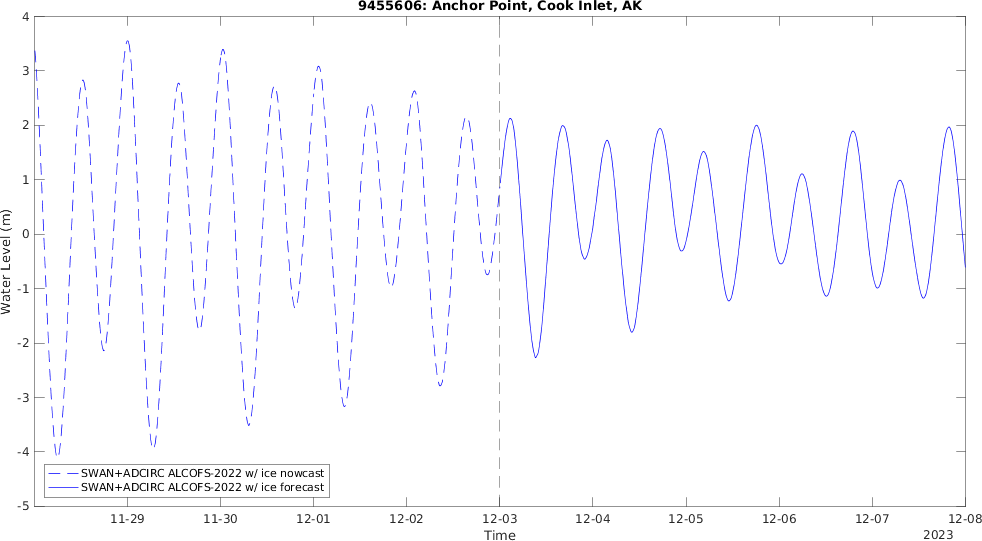 9455606: Anchor Point, Cook Inlet, AK
Water Level (m)
4
3
2
1
0
-1
-2
-3
-4
-5
SWAN+ADCIRC ALCOFS-2022 w/ ice nowcast
SWAN+ADCIRC ALCOFS-2022 w/ ice forecast
11-29 11-30 12-01 12-02 12-03 12-04 12-05 12-06 12-07 12-08
Time
2023